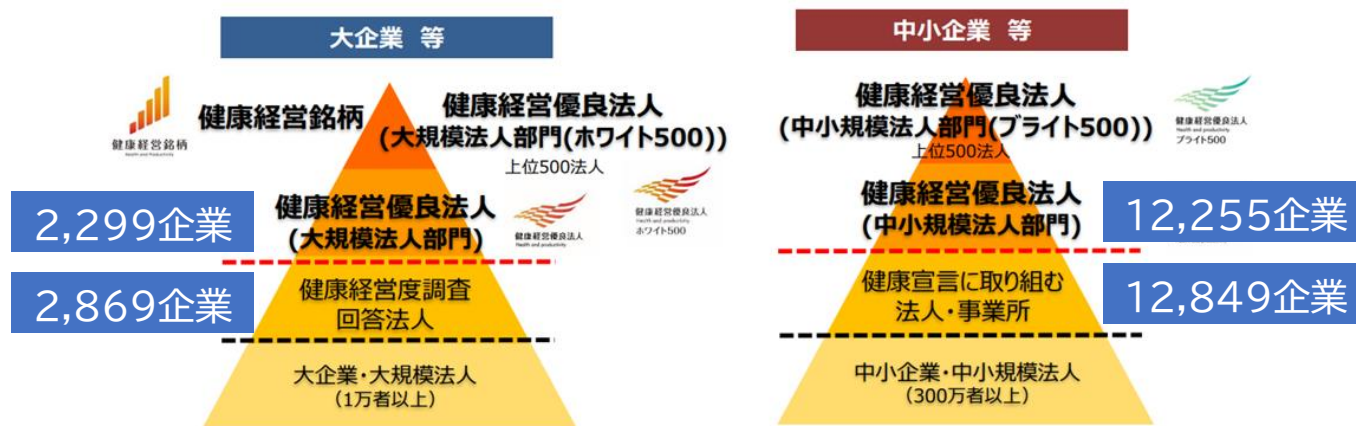 大企業 等
健康経営銘柄
Health and Productivity
健康経営銘柄
健康経営優良法人
(大規模法人部門(ホワイト500))
上位500法人
2,299企業
健康経営優良法人
(大規模法人部門)
健康経営優良法人
Health and productivity
健康経営優良法人
Health and productivity
ホワイト500
2,869企業
健康経営度調査
回答法人
大企業・大規模法人
(1万者以上)
中小企業 等
健康経営優良法人
(中小規模法人部門(ブライト500))
上位500法人
健康経営優良法人
Health and productivity
ブライト500
健康経営優良法人
(中小規模法人部門)
12,255企業
健康宣言に取り組む
法人・事業所
12,849企業
中小企業・中小規模法人
(300万者以上)